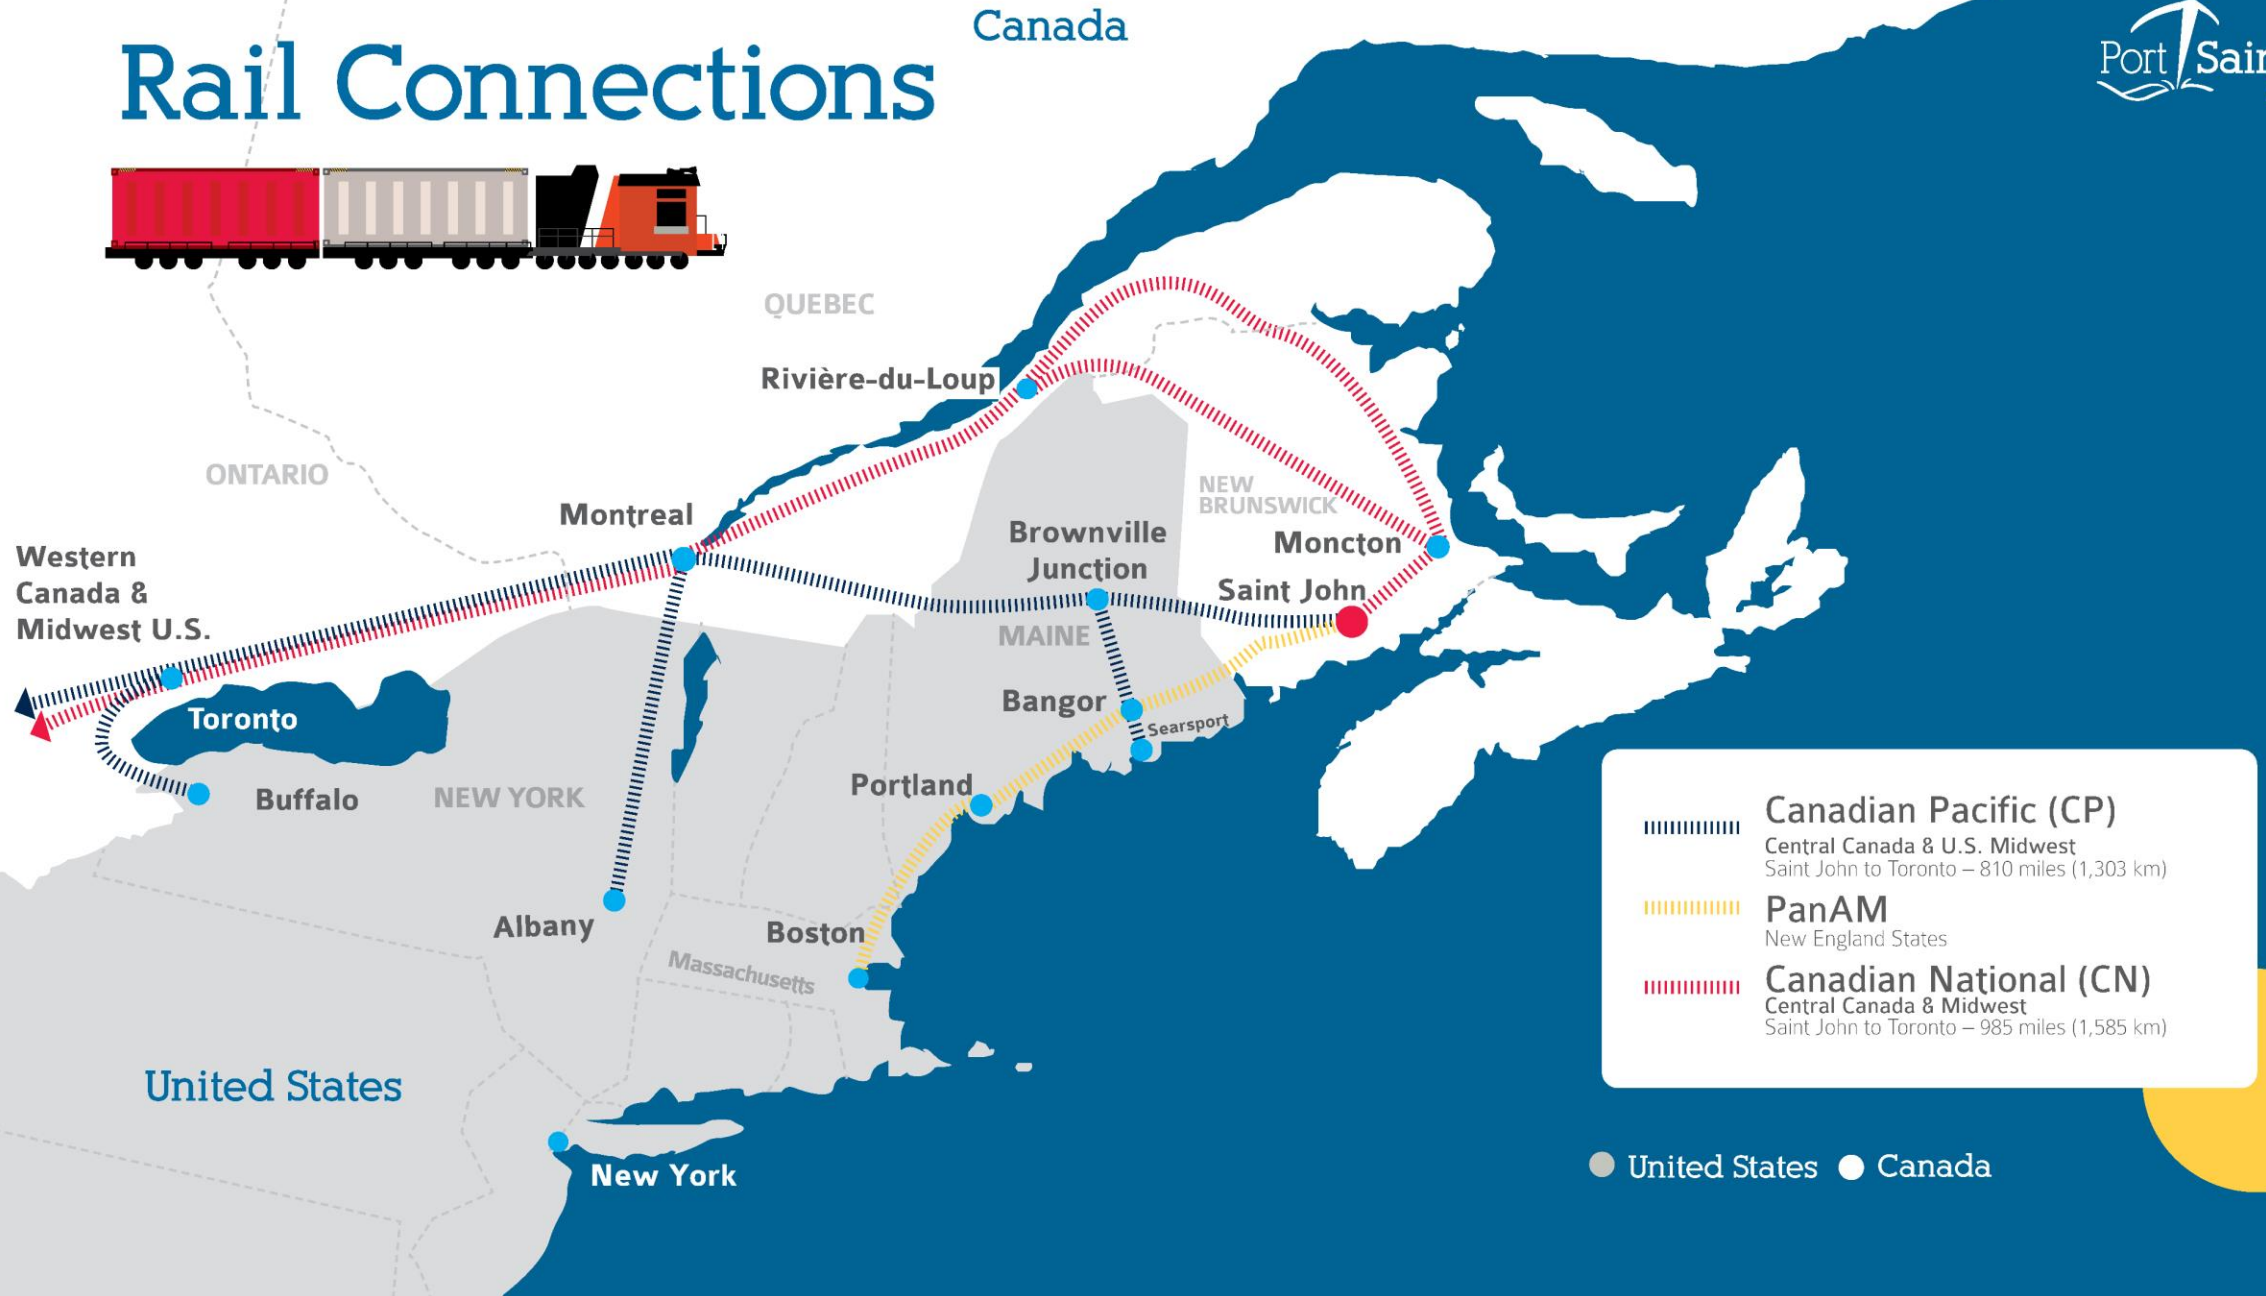 Canada
Rail Connections
Port Sain
QUEBEC
Rivière-du-Loup
ONTARIO
Montreal
NEW
BRUNSWICK
Brownville
Junction
Moncton
Western
Canada &
Midwest U.S.
Saint John
MAINE
Bangor
Searsport
Toronto
Portland
Buffalo
NEW YORK
Albany
Boston
Massachusetts
United States
New York
Canadian Pacific (CP)
Central Canada & U.S. Midwest
Saint John to Toronto – 810 miles (1,303 km)
PanAM
New England States
Canadian National (CN)
Central Canada & Midwest
Saint John to Toronto – 985 miles (1,585 km)
United States
Canada